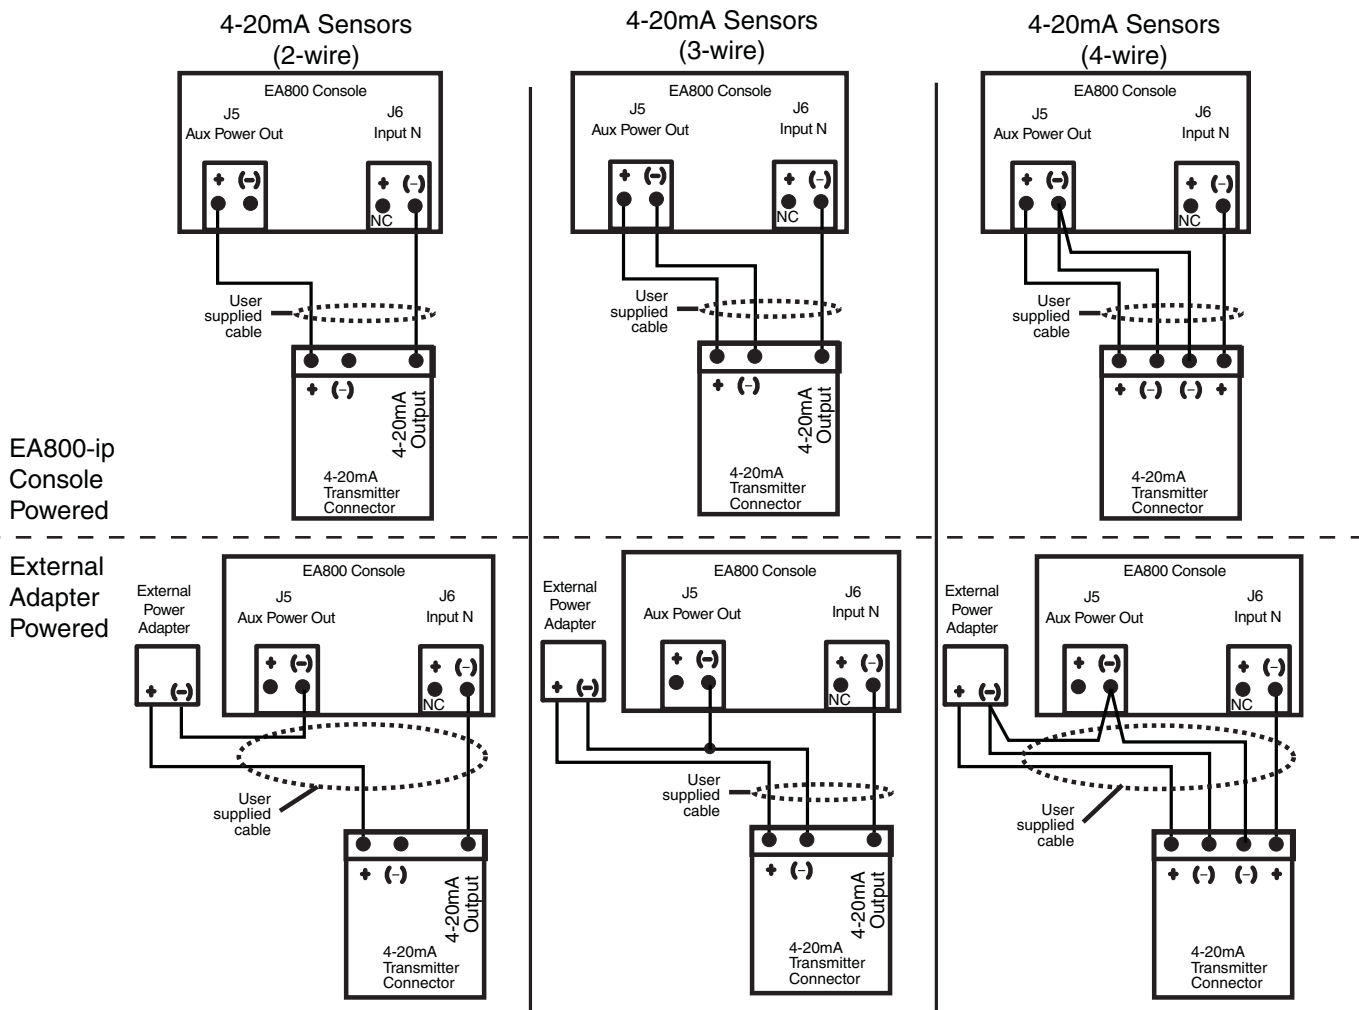 4-20mA Sensors
(2-wire)
EA800 Console
J5
Aux Power Out
J6
Input N
+ (-)
+ (-)
NC
User
supplied
cable
+ (-)
4-20mA
Output
4-20mA
Transmitter
Connector
4-20mA Sensors
(3-wire)
EA800 Console
J5
Aux Power Out
J6
Input N
+ (-)
+ (-)
NC
User
supplied
cable
+ (-)
4-20mA
Output
4-20mA
Transmitter
Connector
4-20mA Sensors
(4-wire)
EA800 Console
J5
Aux Power Out
J6
Input N
+ (-)
+ (-)
NC
User
supplied
cable
+ (-) (-) +
4-20mA
Transmitter
Connector
EA800-ip
Console
Powered
External
Adapter
Powered
External
Power
Adapter
+ (-)
EA800 Console
J5
Aux Power Out
J6
Input N
+ (-)
+ (-)
NC
User
supplied
cable
+ (-)
4-20mA
Output
4-20mA
Transmitter
Connector
External
Power
Adapter
+ (-)
EA800 Console
J5
Aux Power Out
J6
Input N
+ (-)
+ (-)
NC
User
supplied
cable
+ (-)
4-20mA
Output
4-20mA
Transmitter
Connector
External
Power
Adapter
+ (-)
EA800 Console
J5
Aux Power Out
J6
Input N
+ (-)
+ (-)
NC
User
supplied
cable
+ (-) (-) +
4-20mA
Transmitter
Connector